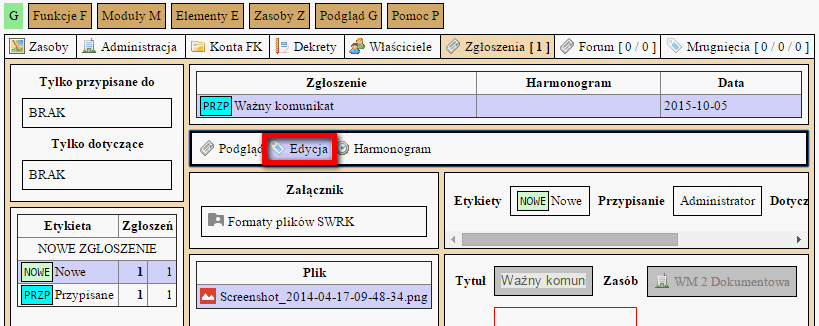 G Funkcje F Moduły M Elementy E Zasoby Z Podgląd G Pomoc P
Zasoby Administracja Konta FK Dekrety Właściciele Zgłoszenia [ 1 ] Forum [ 0 / 0 ] Mrugnięcia [ 0 / 0 / 0 ]
Tylko przypisane do
BRAK
Tylko dotyczące
BRAK
Etykieta Zgłoszeń
NOWE ZGŁOSZENIE
NOWE Nowe 1 1
PRZP Przypisane 1 1
Zgłoszenie Harmonogram Data
PRZP Ważny komunikat 2015-10-05
Podgląd Edycja Harmonogram
Załącznik
Formaty plików SWRK
Plik
Screenshot_2014-04-17-09-48-34.png
Etykiety NOWE Nowe Przypisanie Administrator Dotycz
Tytuł Ważny komun Zasób WM 2 Dokumentowa